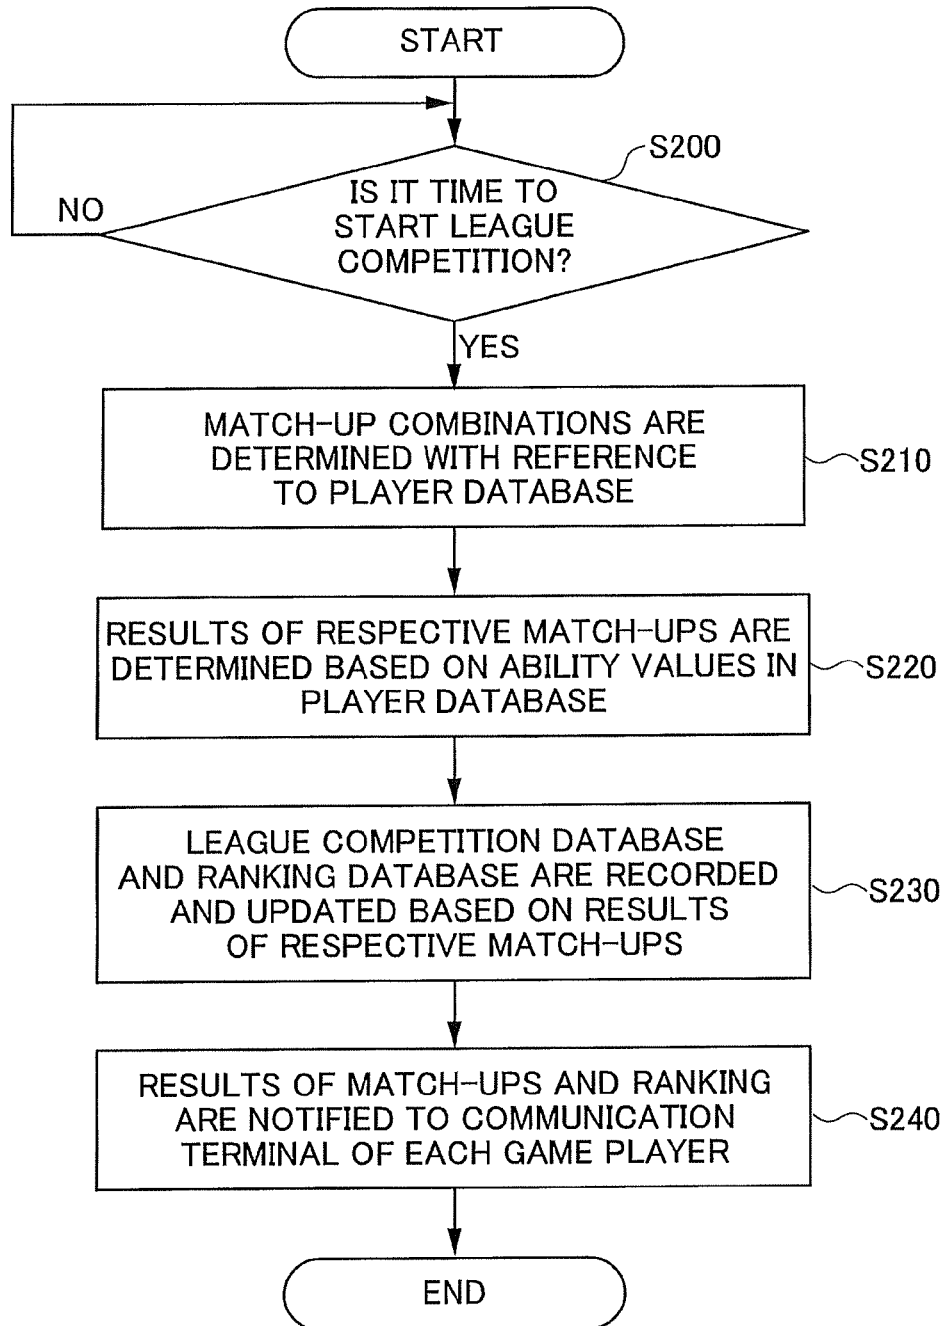 START
S200
IS IT TIME TO
START LEAGUE
COMPETITION?
NO
YES
MATCH-UP COMBINATIONS ARE
DETERMINED WITH REFERENCE
TO PLAYER DATABASE
S210
RESULTS OF RESPECTIVE MATCH-UPS ARE
DETERMINED BASED ON ABILITY VALUES IN
PLAYER DATABASE
S220
LEAGUE COMPETITION DATABASE
AND RANKING DATABASE ARE RECORDED
AND UPDATED BASED ON RESULTS
OF RESPECTIVE MATCH-UPS
S230
RESULTS OF MATCH-UPS AND RANKING
ARE NOTIFIED TO COMMUNICATION
TERMINAL OF EACH GAME PLAYER
S240
END